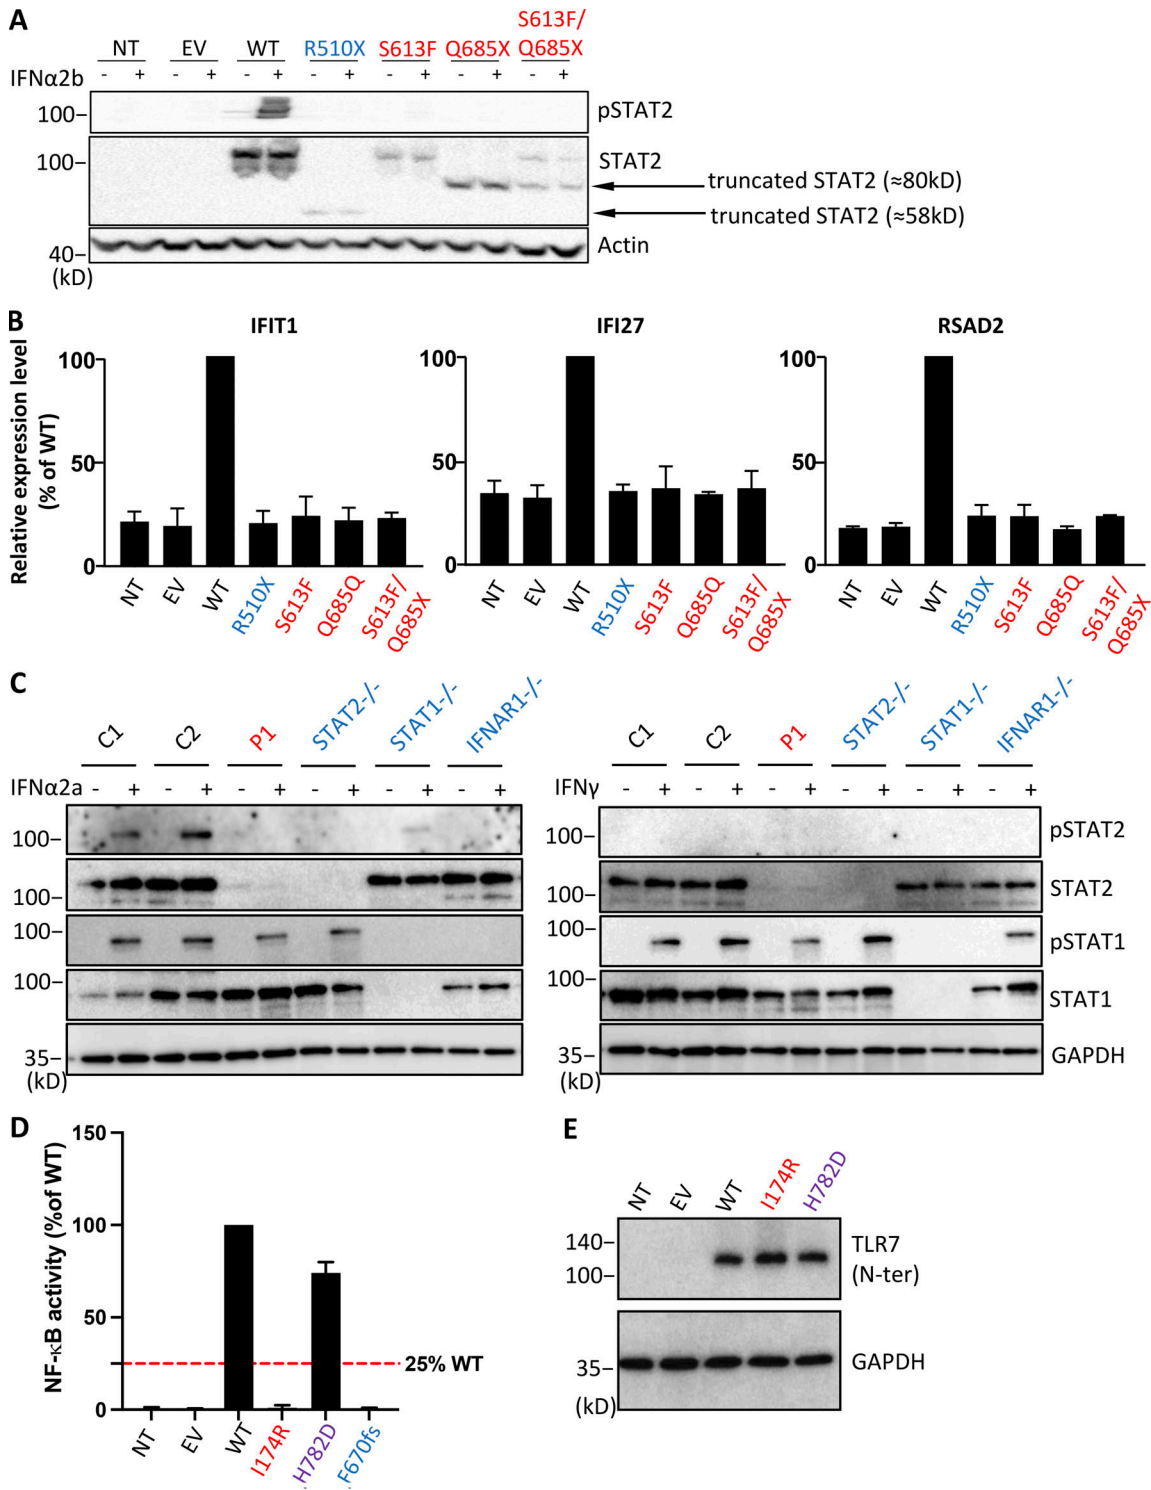 A
NT EV WT R510X S613F Q685X S613F/ Q685X
IFNα2b - + - + - + - + - + - + - +
100– pSTAT2
100– STAT2
truncated STAT2 (≈80kD)
truncated STAT2 (≈58kD)
40– Actin
(kD)
B
Relative expression level
(% of WT)
IFIT1
100
50
0
NT EV WT R510X S613F Q685Q S613F/ Q685X
IFI27
100
50
0
NT EV WT R510X S613F Q685Q S613F/ Q685X
RSAD2
100
50
0
NT EV WT R510X S613F Q685Q S613F/ Q685X
C
C1 C2 P1 STAT2-/- STAT1-/- IFNAR1-/-
IFNα2a - + - + - + - + - + - +
100–
100–
100–
100–
35–
(kD)
C1 C2 P1 STAT2-/- STAT1-/- IFNAR1-/-
IFNγ - + - + - + - + - + - +
100– pSTAT2
100– STAT2
100– pSTAT1
100– STAT1
35– GAPDH
(kD)
D
NF-κB activity (%of WT)
150
100
50
25% WT
0
NT EV WT I174R H782D F670fs
E
NT EV WT I174R H782D
140– TLR7
100– (N-ter)
35– GAPDH
(kD)